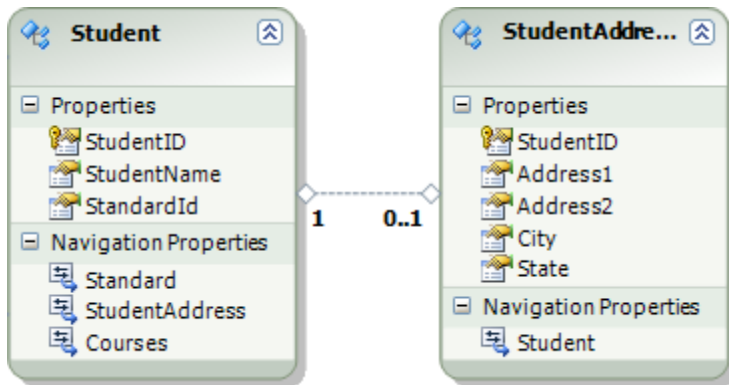 Student
Properties
StudentID
StudentName
StandardId
Navigation Properties
Standard
StudentAddress
Courses
1 0..1
StudentAddre...
Properties
StudentID
Address1
Address2
City
State
Navigation Properties
Student